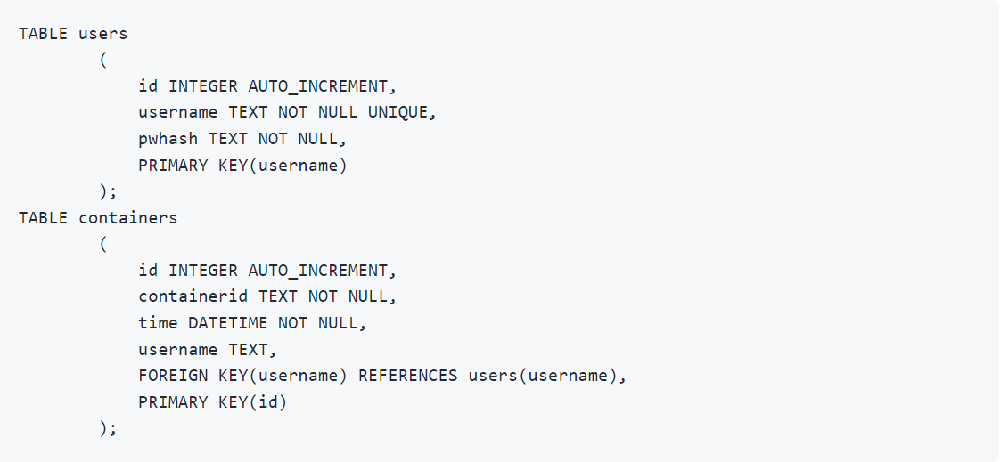 TABLE users
(
id INTEGER AUTO_INCREMENT,
username TEXT NOT NULL UNIQUE,
pwhash TEXT NOT NULL,
PRIMARY KEY(username)
);
TABLE containers
(
id INTEGER AUTO_INCREMENT,
containerid TEXT NOT NULL,
time DATETIME NOT NULL,
username TEXT,
FOREIGN KEY(username) REFERENCES users(username),
PRIMARY KEY(id)
);